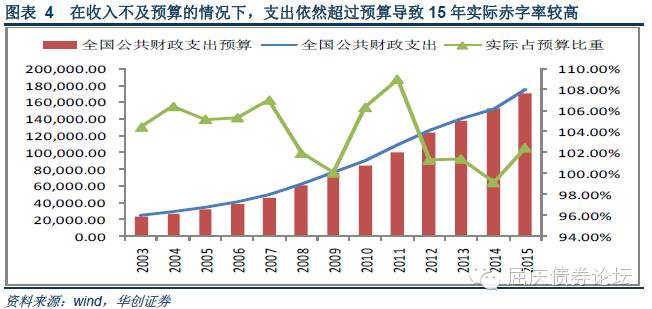 图表 4 在收入不及预算的情况下，支出依然超过预算导致 15 年实际赤字率较高
全国公共财政支出预算 全国公共财政支出 实际占预算比重
200,000.00 110.00%
180,000.00 108.00%
160,000.00 106.00%
140,000.00
120,000.00 104.00%
100,000.00 102.00%
80,000.00 100.00%
60,000.00
40,000.00 98.00%
20,000.00 96.00%
0.00 94.00%
2003 2004 2005 2006 2007 2008 2009 2010 2011 2012 2013 2014 2015
屈庆债券论坛
资料来源：wind，华创证券